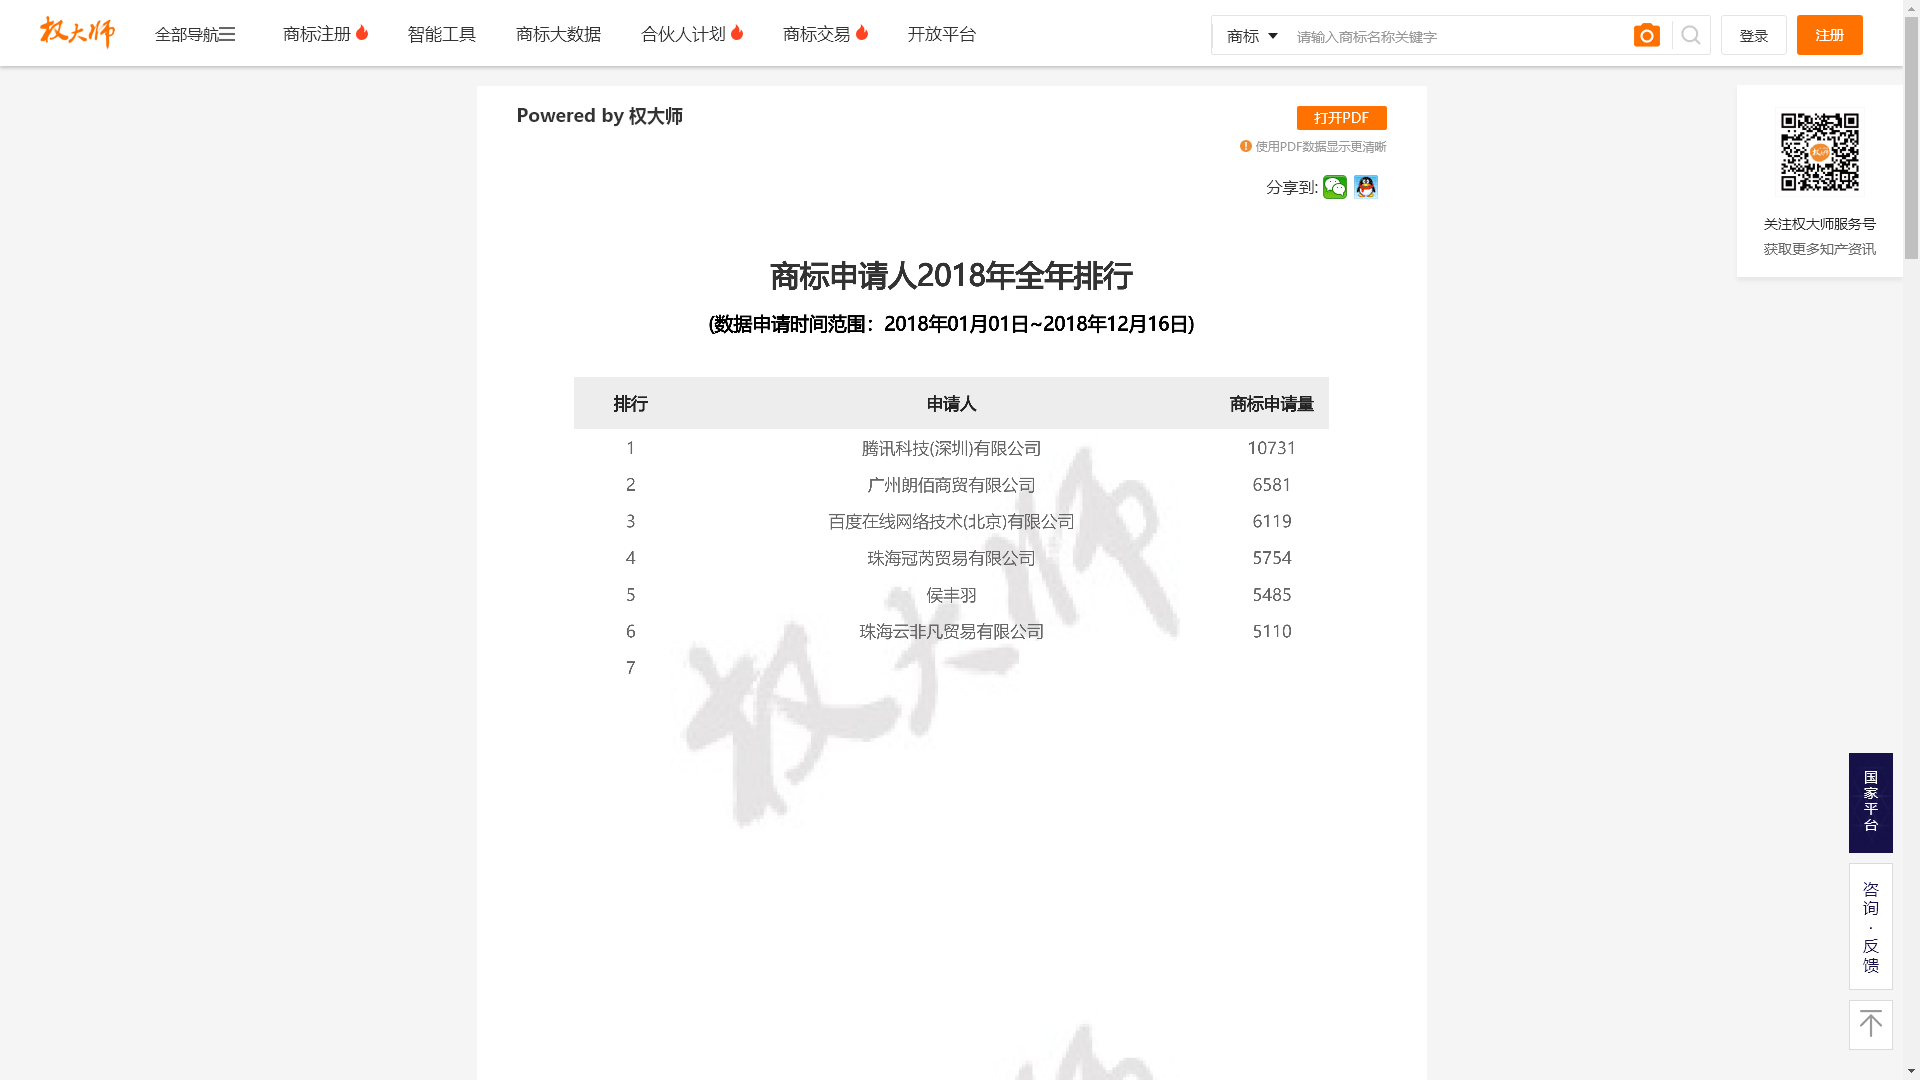 权大师 全部导航 商标注册 智能工具 商标大数据 合伙人计划 商标交易 开放平台 商标 请输入商标名称关键字 登录 注册
Powered by 权大师
打开PDF
使用PDF数据显示更清晰
分享到:
关注权大师服务号
获取更多知产资讯
商标申请人2018年全年排行
(数据申请时间范围：2018年01月01日~2018年12月16日)
排行 申请人 商标申请量
1 腾讯科技(深圳)有限公司 10731
2 广州朗佰商贸有限公司 6581
3 百度在线网络技术(北京)有限公司 6119
4 珠海冠芮贸易有限公司 5754
5 侯丰羽 5485
6 珠海云非凡贸易有限公司 5110
7
权大师
国家平台
咨询·反馈